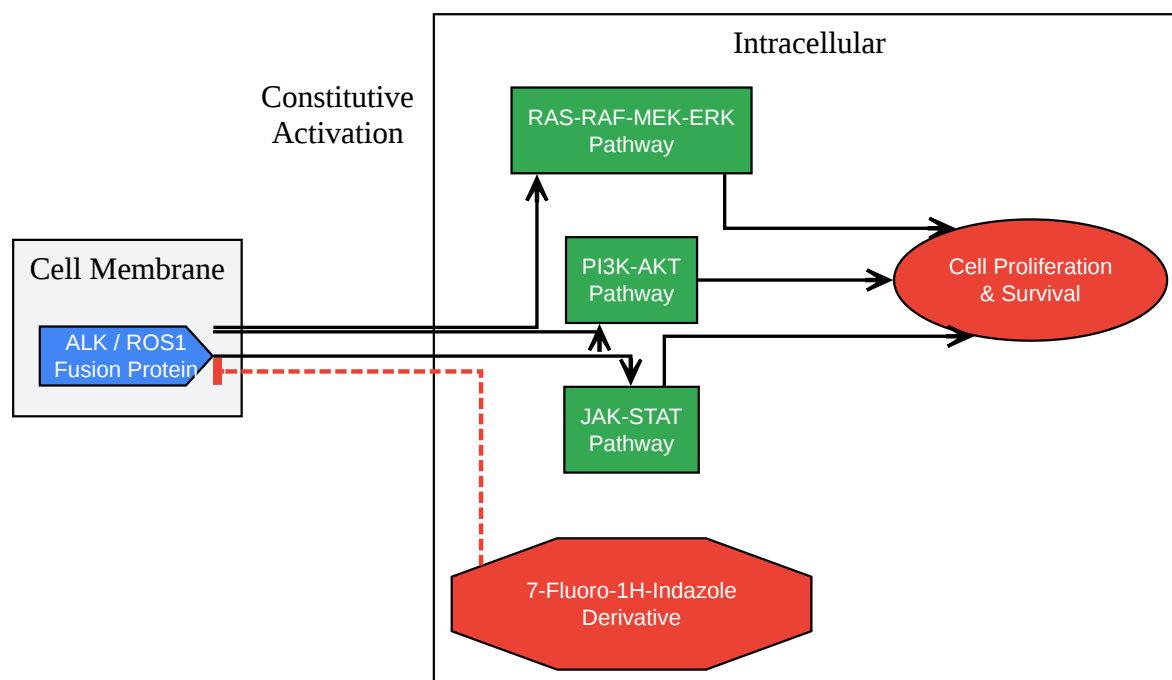 Intracellular
Constitutive
Activation
RAS-RAF-MEK-ERK
Pathway
Cell Membrane
PI3K-AKT
Pathway
Cell Proliferation
& Survival
ALK / ROS1
Fusion Protein
JAK-STAT
Pathway
7-Fluoro-1H-Indazole
Derivative